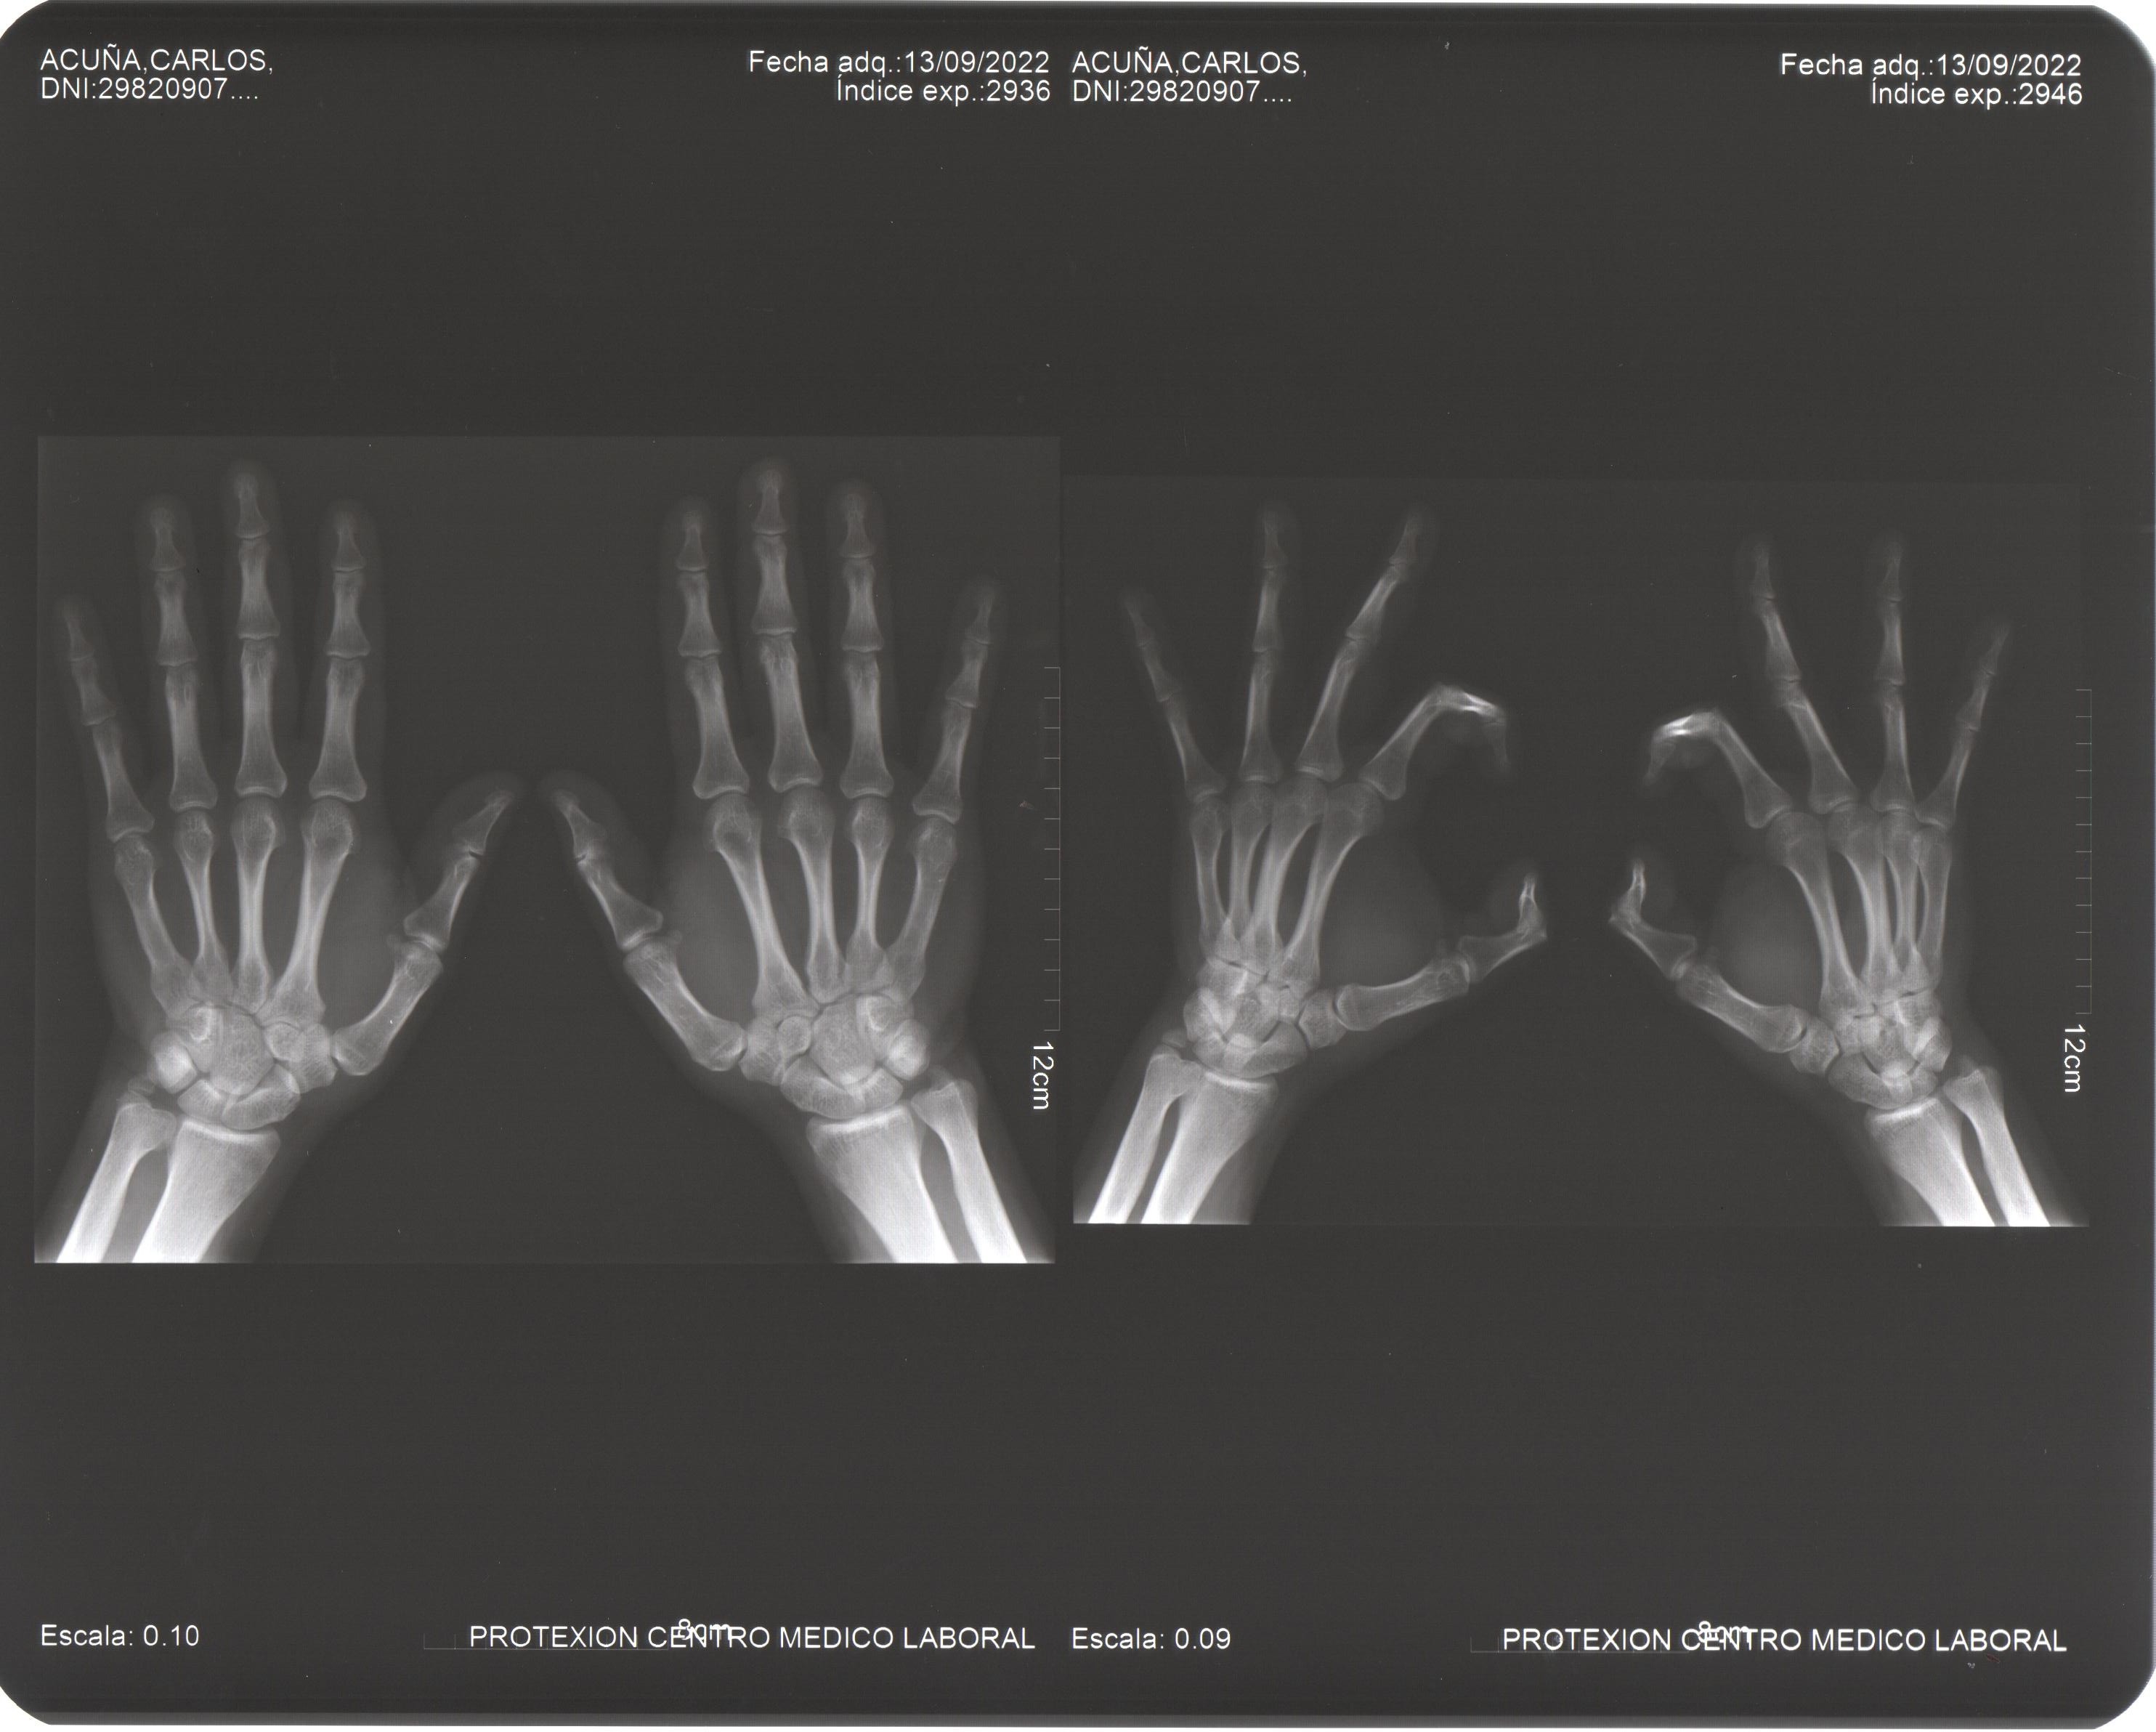 ACUÑA,CARLOS,
DNI:29820907....
Fecha adq.:13/09/2022
Índice exp.:2936
ACUÑA,CARLOS,
DNI:29820907....
Fecha adq.:13/09/2022
Índice exp.:2946
12cm
12cm
Escala: 0.10
PROTEXION CENTRO MEDICO LABORAL
Escala: 0.09
PROTEXION CENTRO MEDICO LABORAL